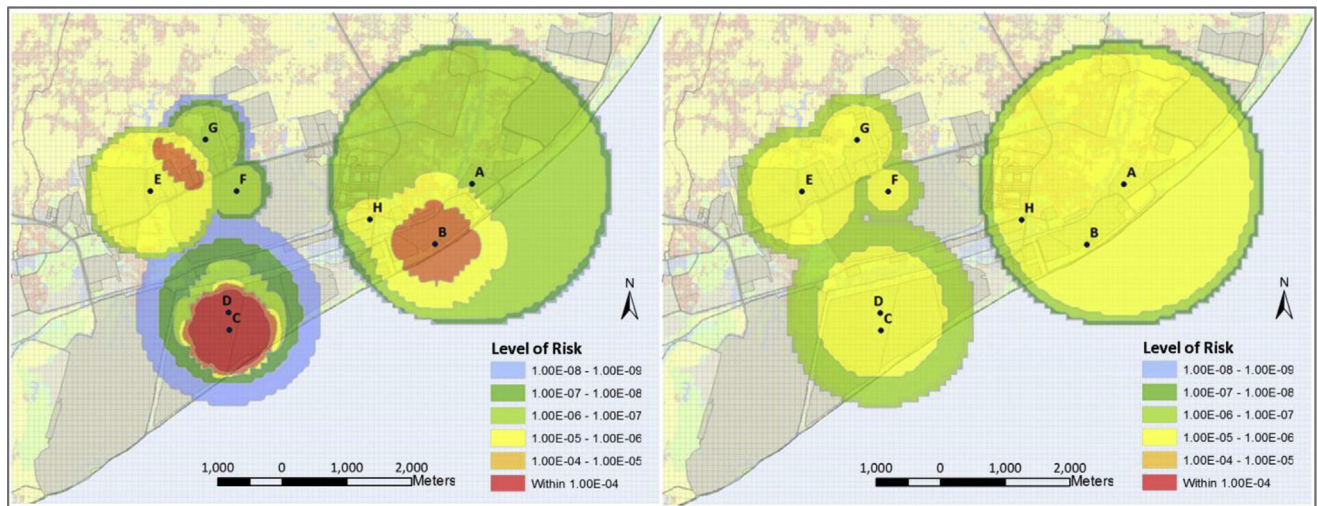 G
E
F
A
H
B
D
C
N
Level of Risk
1.00E-08 - 1.00E-09
1.00E-07 - 1.00E-08
1.00E-06 - 1.00E-07
1.00E-05 - 1.00E-06
1.00E-04 - 1.00E-05
Within 1.00E-04
1,000 0 1,000 2,000
Meters
G
E
F
A
H
B
D
C
N
Level of Risk
1.00E-08 - 1.00E-09
1.00E-07 - 1.00E-08
1.00E-06 - 1.00E-07
1.00E-05 - 1.00E-06
1.00E-04 - 1.00E-05
Within 1.00E-04
1,000 0 1,000 2,000
Meters